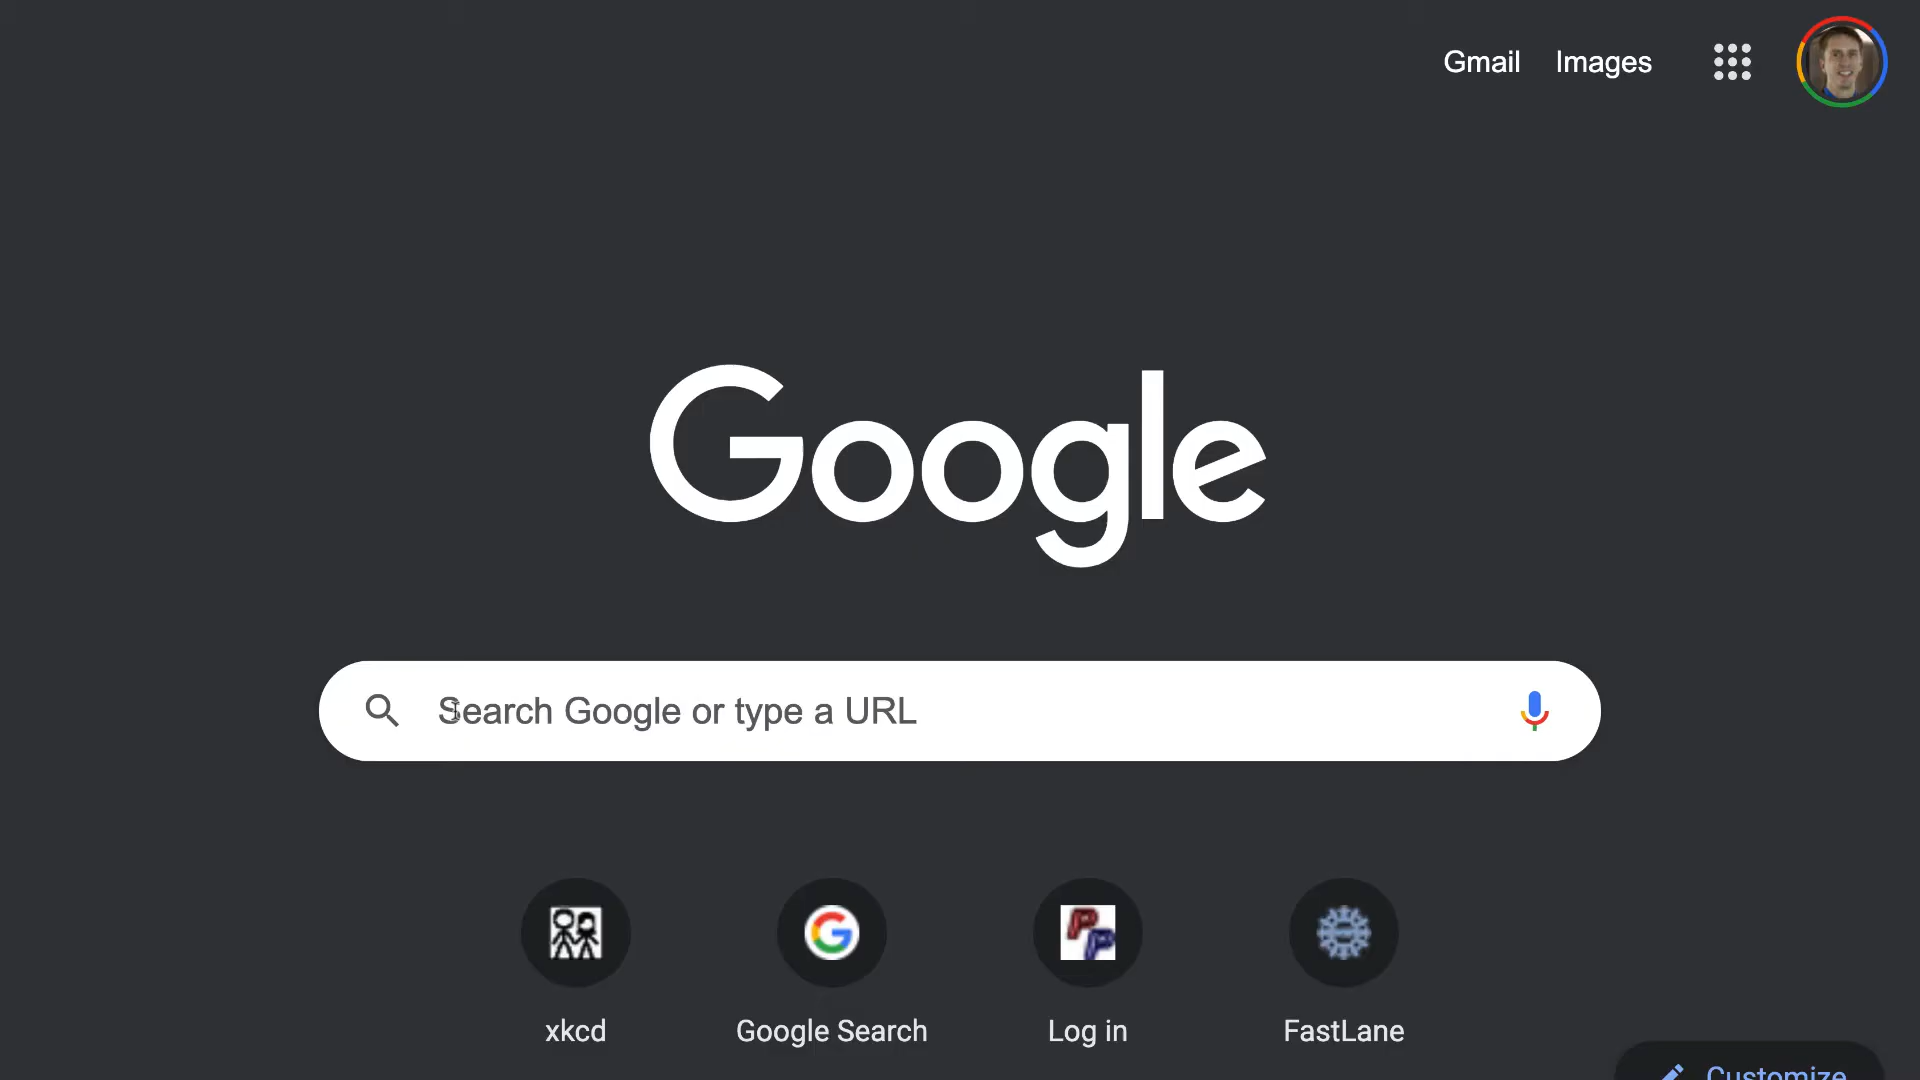 Gmail Images
Google
Search Google or type a URL
xkcd Google Search Log in FastLane
Customize